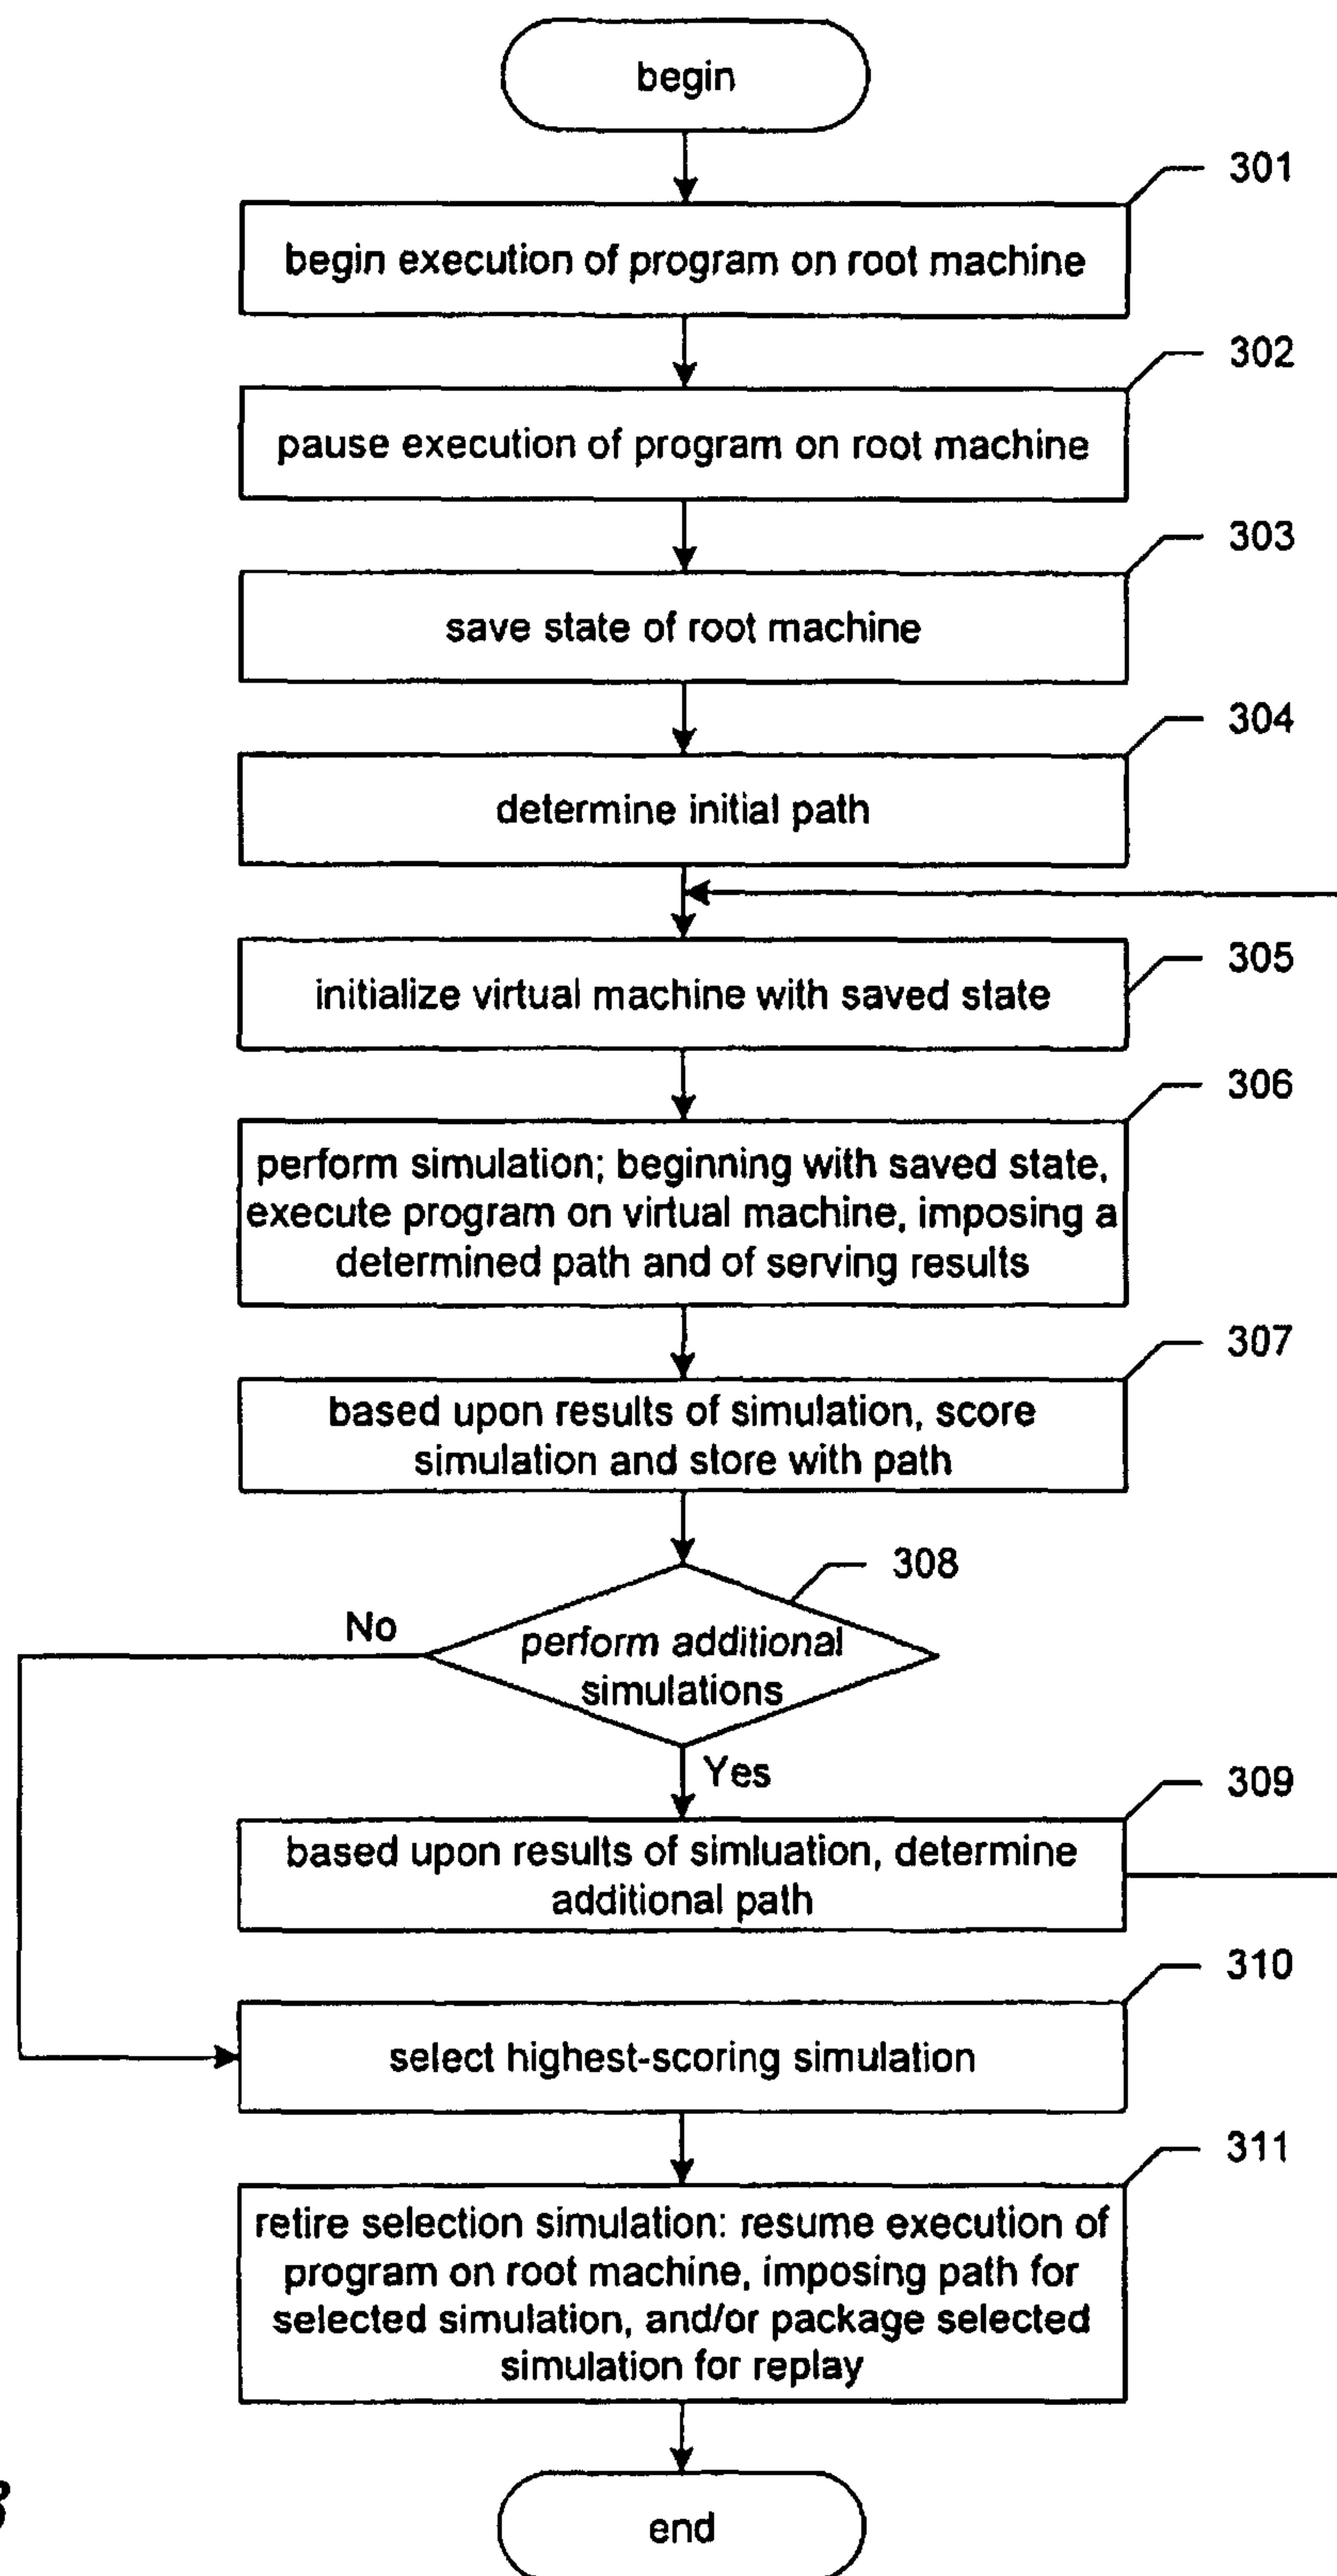 begin
301
begin execution of program on root machine
302
pause execution of program on root machine
303
save state of root machine
304
determine initial path
305
initialize virtual machine with saved state
306
perform simulation; beginning with saved state,
execute program on virtual machine, imposing a
determined path and of serving results
307
based upon results of simulation, score
simulation and store with path
308
No
perform additional
simulations
Yes
309
based upon results of simluation, determine
additional path
310
select highest-scoring simulation
311
retire selection simulation: resume execution of
program on root machine, imposing path for
selected simulation, and/or package selected
simulation for replay
end